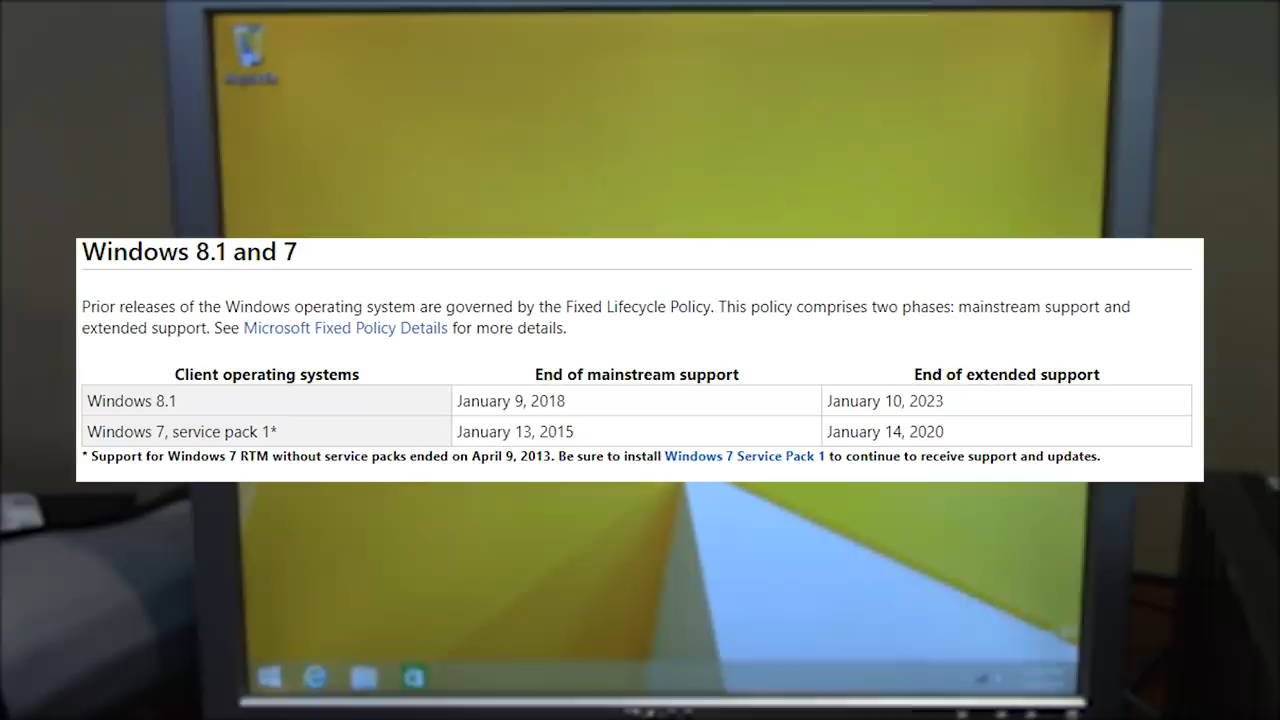 Windows 8.1 and 7
Prior releases of the Windows operating system are governed by the Fixed Lifecycle Policy. This policy comprises two phases: mainstream support and
extended support. See Microsoft Fixed Policy Details for more details.
Client operating systems End of mainstream support End of extended support
Windows 8.1 January 9, 2018 January 10, 2023
Windows 7, service pack 1* January 13, 2015 January 14, 2020
* Support for Windows 7 RTM without service packs ended on April 9, 2013. Be sure to install Windows 7 Service Pack 1 to continue to receive support and updates.